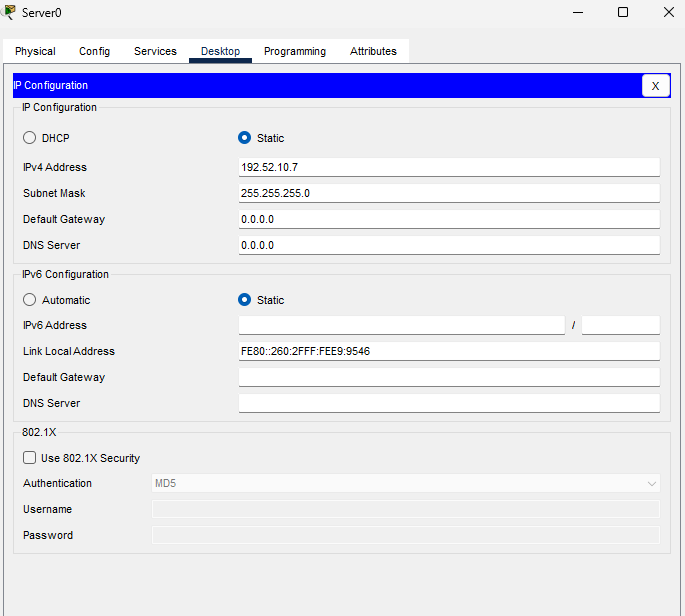 Server0
Physical Config Services Desktop Programming Attributes
IP Configuration X
IP Configuration
DHCP Static
IPv4 Address 192.52.10.7
Subnet Mask 255.255.255.0
Default Gateway 0.0.0.0
DNS Server 0.0.0.0
IPv6 Configuration
Automatic Static
IPv6 Address /
Link Local Address FE80::260:2FFF:FEE9:9546
Default Gateway
DNS Server
802.1X
Use 802.1X Security
Authentication MD5
Username
Password